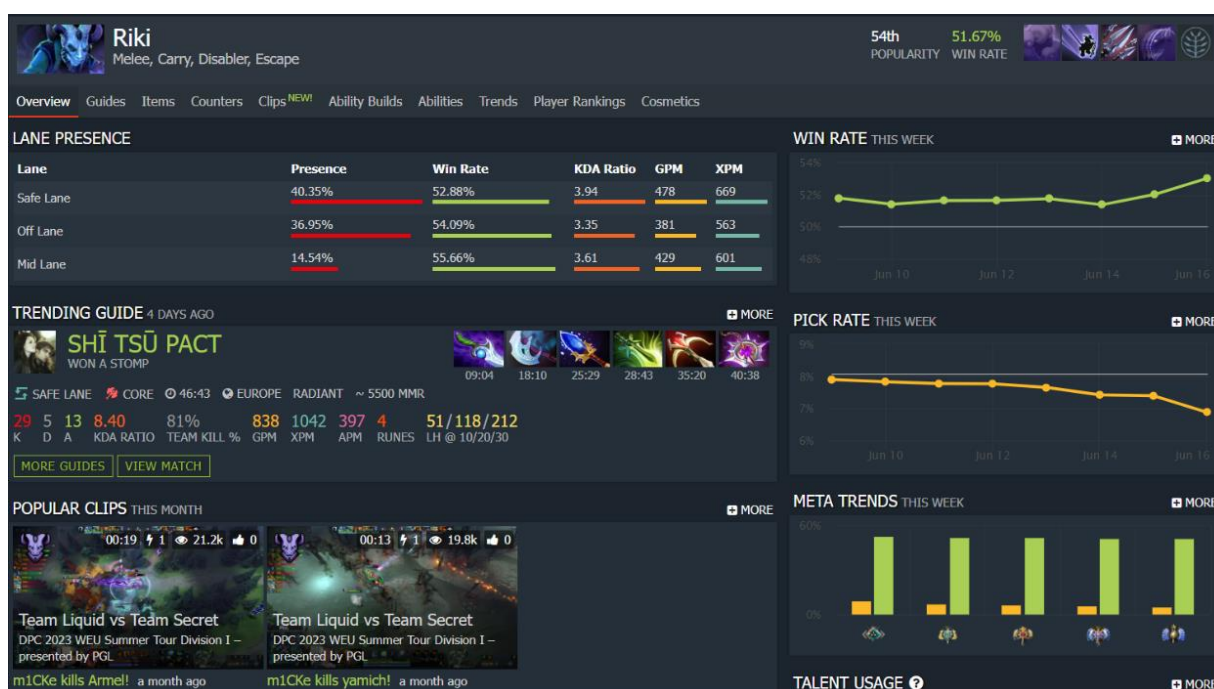 Riki
Melee, Carry, Disabler, Escape
54th
POPULARITY
51.67%
WIN RATE
Overview Guides Items Counters Clips NEW! Ability Builds Abilities Trends Player Rankings Cosmetics
LANE PRESENCE
Lane Presence Win Rate KDA Ratio GPM XPM
Safe Lane 40.35% 52.88% 3.94 478 669
Off Lane 36.95% 54.09% 3.35 381 563
Mid Lane 14.54% 55.66% 3.61 429 601
TRENDING GUIDE 4 DAYS AGO
MORE
SHĪ TSŪ PACT
WON A STOMP
09:04 18:10 25:29 28:43 35:20 40:38
SAFE LANE CORE 46:43 EUROPE RADIANT ~ 5500 MMR
29 5 13 8.40 81% 838 1042 397 4 51/118/212
K D A KDA RATIO TEAM KILL % GPM XPM APM RUNES LH @ 10/20/30
MORE GUIDES VIEW MATCH
POPULAR CLIPS THIS MONTH
MORE
00:19 1 21.2k 0
Team Liquid vs Team Secret
DPC 2023 WEU Summer Tour Division I –
presented by PGL
m1CKe kills Armel! a month ago
00:13 1 19.8k 0
Team Liquid vs Team Secret
DPC 2023 WEU Summer Tour Division I –
presented by PGL
m1CKe kills yamich! a month ago
WIN RATE THIS WEEK
MORE
54%
52%
50%
48%
Jun 10 Jun 12 Jun 14 Jun 16
PICK RATE THIS WEEK
MORE
9%
8%
7%
6%
Jun 10 Jun 12 Jun 14 Jun 16
META TRENDS THIS WEEK
MORE
60%
0%
TALENT USAGE ?
MORE